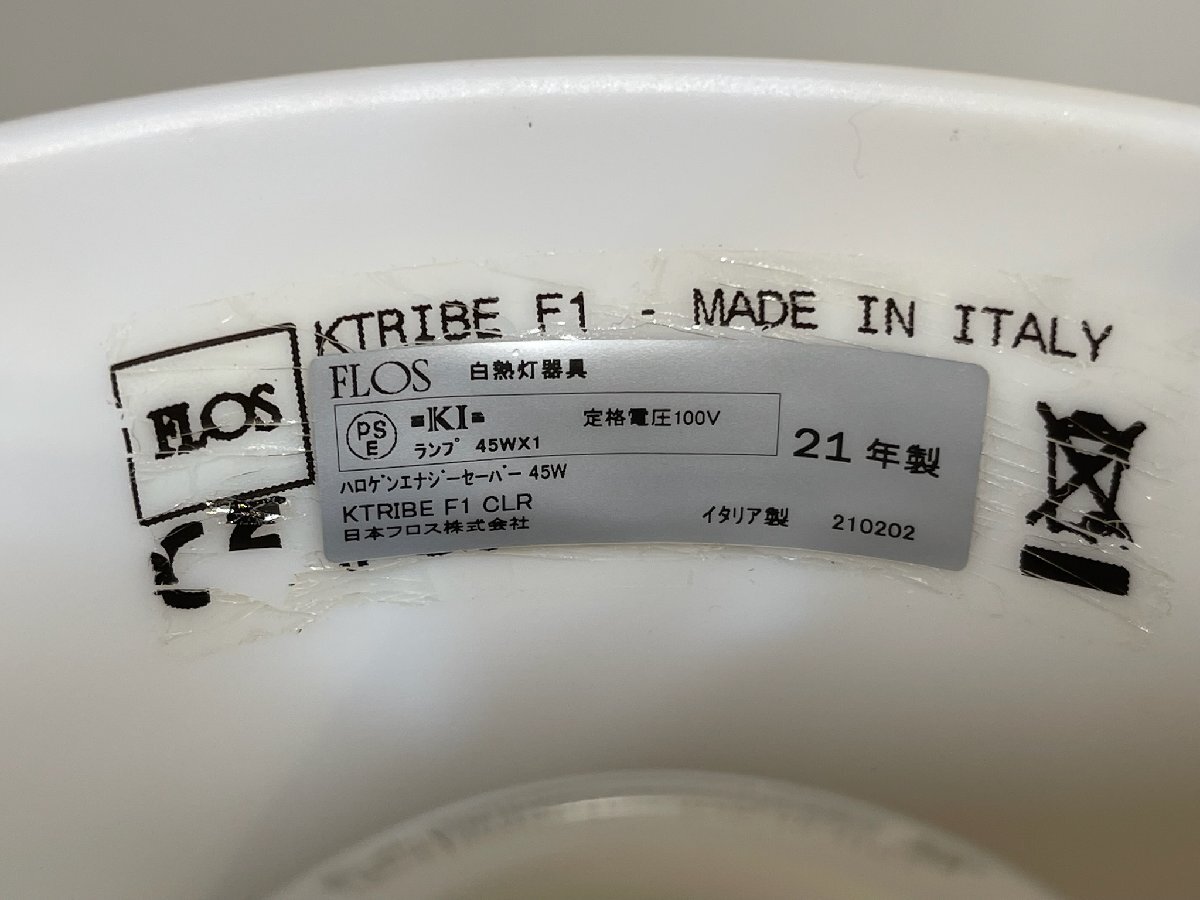 KTRIBE F1 - MADE IN ITALY
FLOS
FLOS 白熱灯器具
PSE =KI= 定格電圧100V
ランプ 45WX1
21年製
ハロゲンエナジーセーバー 45W
KTRIBE F1 CLR
日本フロス株式会社 イタリア製 210202